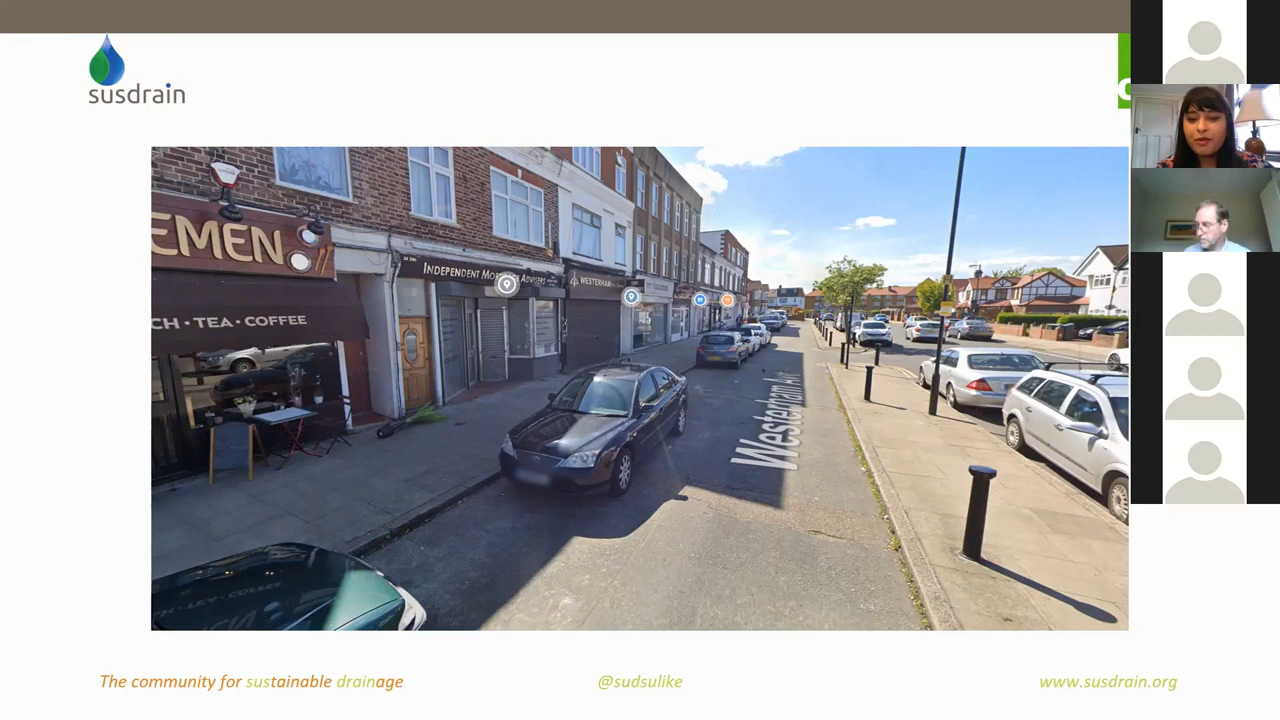 susdrain
EMEN
CH · TEA · COFFEE
INDEPENDENT MORTGAGE ADVISERS
WESTERHAM
Westerham Ave
The community for sustainable drainage
@sudsulike
www.susdrain.org